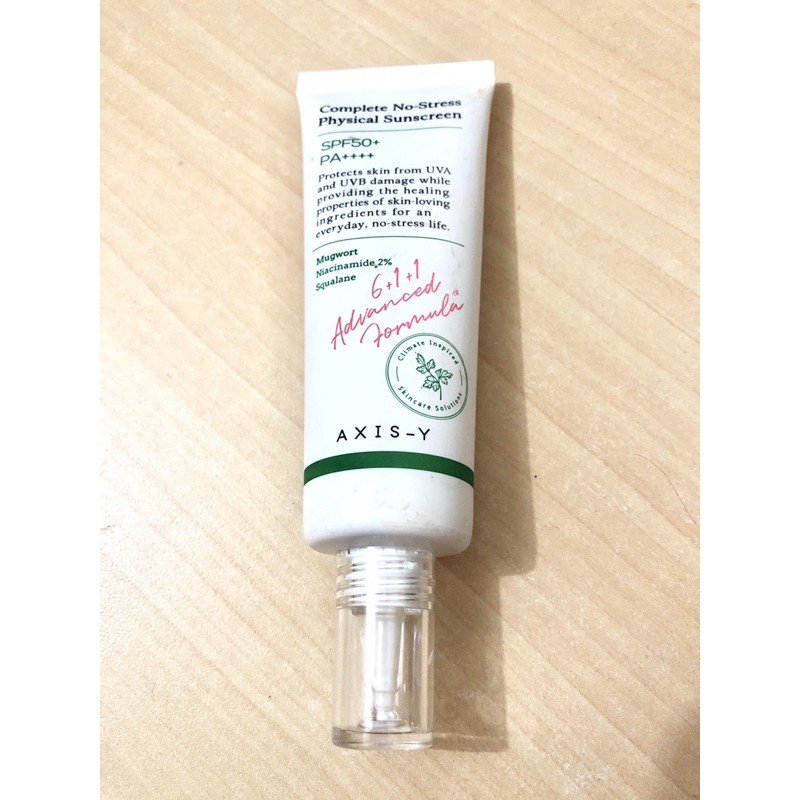 Complete No-Stress
Physical Sunscreen
SPF50+
PA++++
Protects skin from UVA
and UVB damage while
providing the healing
properties of skin-loving
ingredients for an
everyday, no-stress life.
Mugwort
Niacinamide 2%
Squalane
6+1+1
Advanced
Formula
Climate Inspired
Skincare Solutions
AXIS-Y